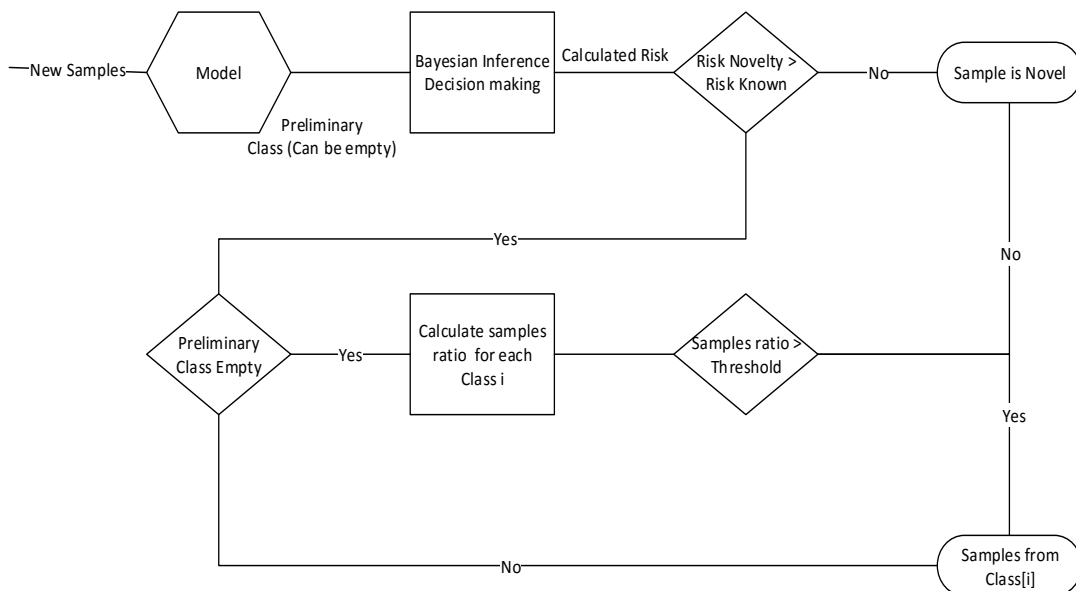 New Samples
Model
Preliminary
Class (Can be empty)
Bayesian Inference
Decision making
Calculated Risk
Risk Novelty >
Risk Known
No
Sample is Novel
Yes
No
Preliminary
Class Empty
Yes
Calculate samples
ratio for each
Class i
Samples ratio >
Threshold
Yes
No
Samples from
Class[i]